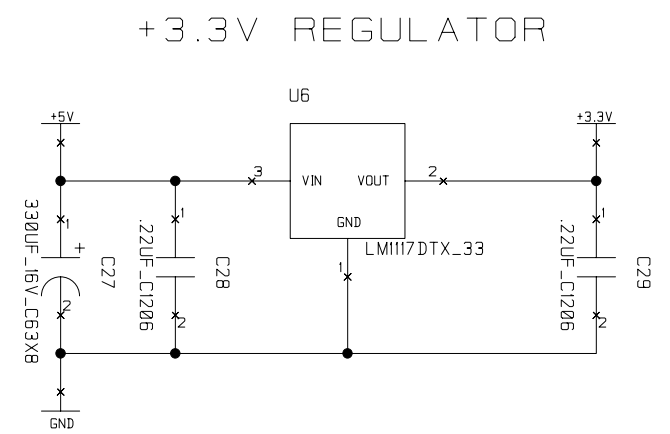 +3.3V REGULATOR
U6
+5V
+3.3V
3
VIN
VOUT
2
GND
LM1117DTX_33
1
1
+
330UF_16V_C63X8
C27
2
1
.22UF_C1206
C28
2
1
.22UF_C1206
C29
2
GND